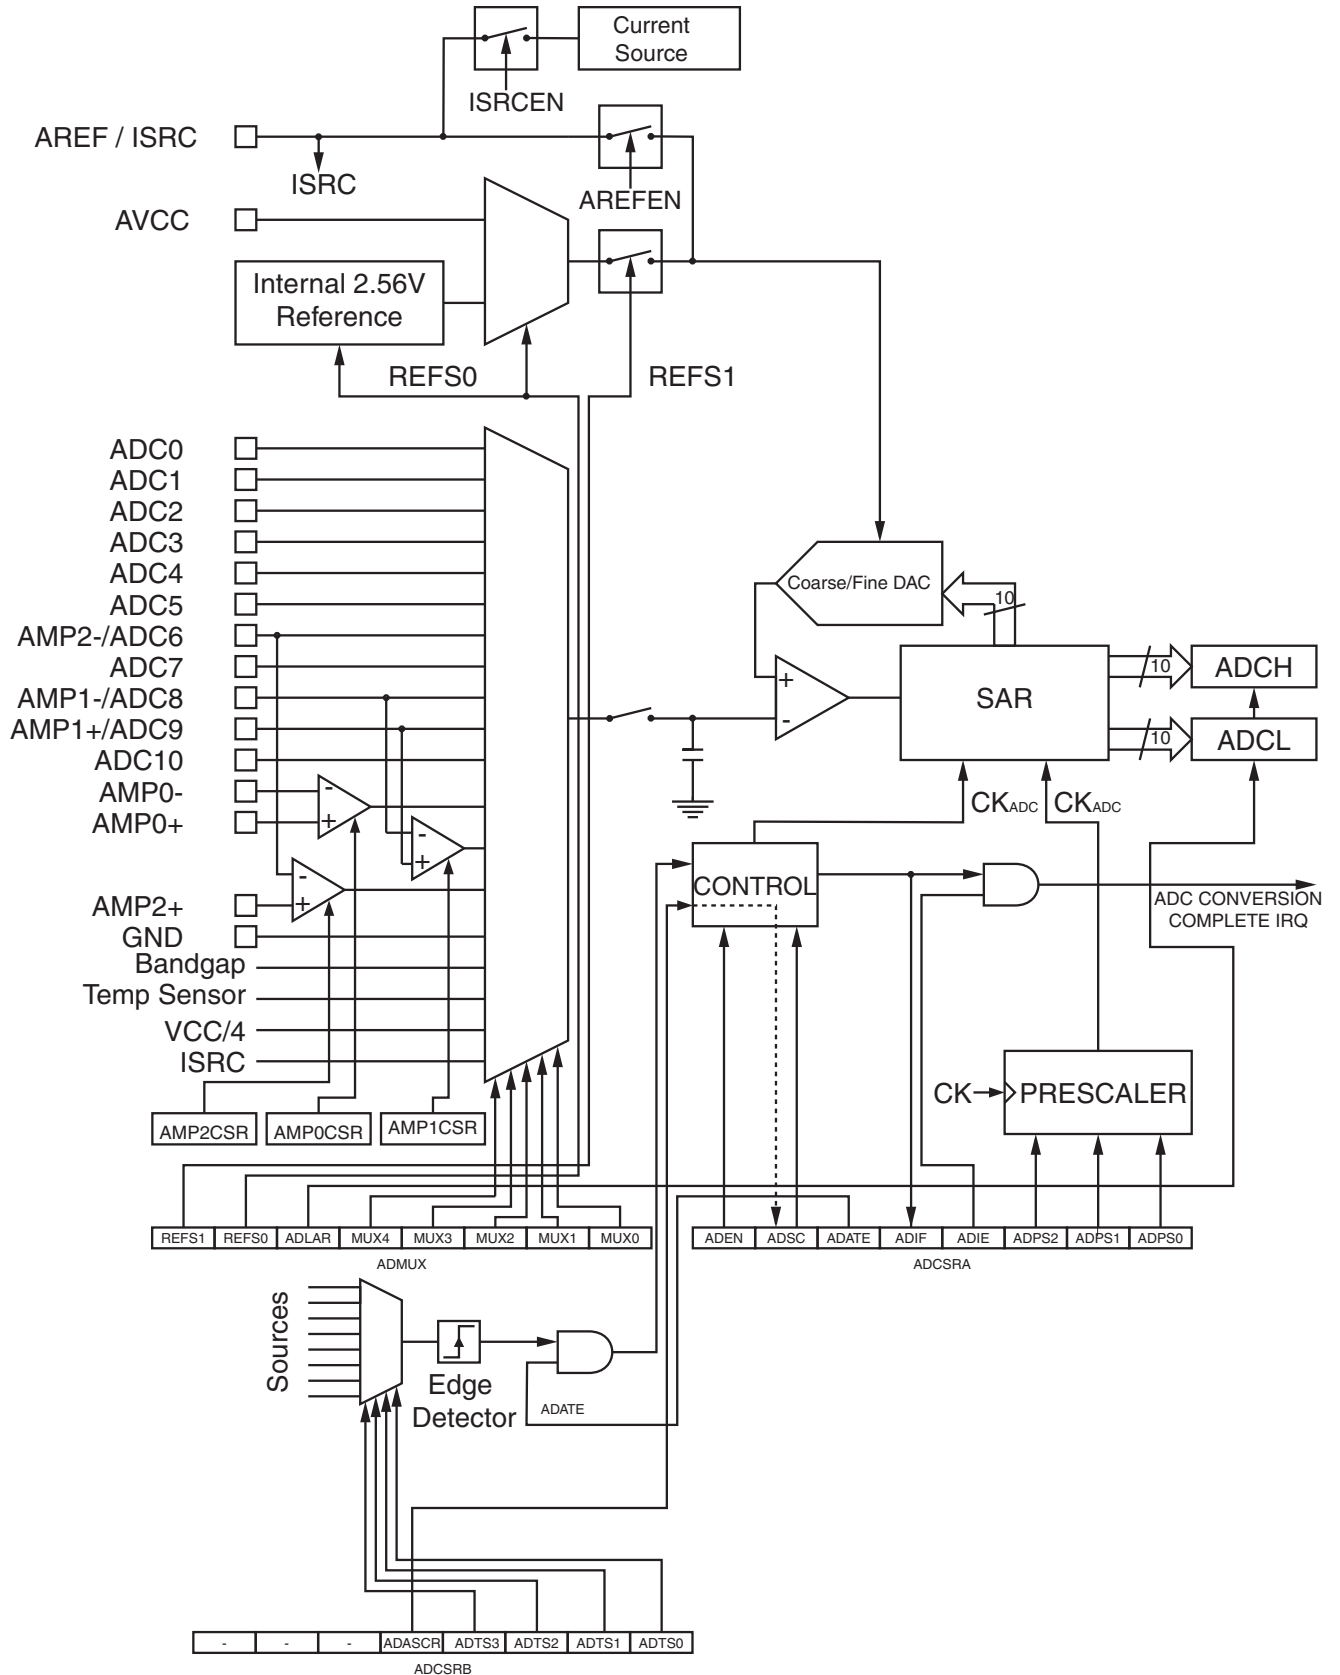 Current
Source
ISRCEN
AREF / ISRC
ISRC
AREFEN
AVCC
Internal 2.56V
Reference
REFS0
REFS1
ADC0
ADC1
ADC2
ADC3
ADC4
ADC5
AMP2-/ADC6
ADC7
AMP1-/ADC8
AMP1+/ADC9
ADC10
AMP0-
AMP0+
AMP2+
GND
Bandgap
Temp Sensor
VCC/4
ISRC
-
+
-
+
-
+
Coarse/Fine DAC
10
+
-
SAR
10
ADCH
10
ADCL
CKADC
CKADC
CONTROL
ADC CONVERSION
COMPLETE IRQ
CK
PRESCALER
AMP2CSR
AMP0CSR
AMP1CSR
REFS1 REFS0 ADLAR MUX4 MUX3 MUX2 MUX1 MUX0
ADMUX
ADEN ADSC ADATE ADIF ADIE ADPS2 ADPS1 ADPS0
ADCSRA
Sources
Edge
Detector
ADATE
- - - ADASCR ADTS3 ADTS2 ADTS1 ADTS0
ADCSRB